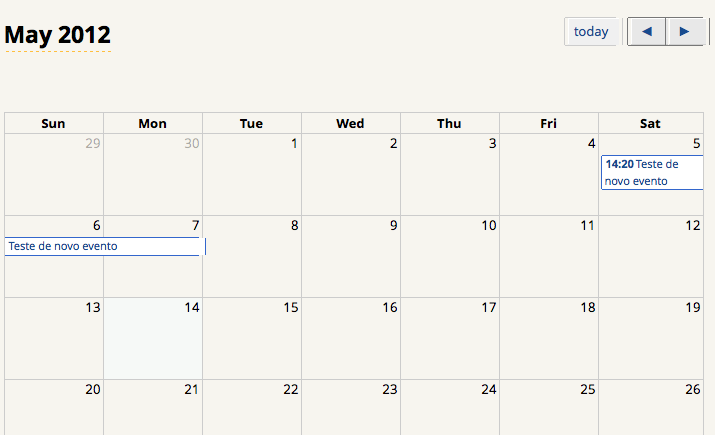 May 2012
today ◀ ▶
Sun Mon Tue Wed Thu Fri Sat
29 30 1 2 3 4 5
14:20 Teste de
novo evento
6 7 8 9 10 11 12
Teste de novo evento
13 14 15 16 17 18 19
20 21 22 23 24 25 26